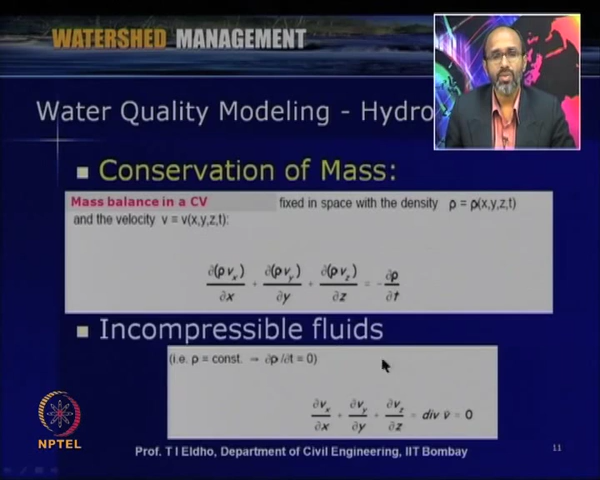 WATERSHED MANAGEMENT
Water Quality Modeling - Hydro
Conservation of Mass:
Mass balance in a CV fixed in space with the density ρ = ρ(x,y,z,t)
and the velocity v = v(x,y,z,t):
∂(ρv_x)/∂x + ∂(ρv_y)/∂y + ∂(ρv_z)/∂z = -∂ρ/∂t
Incompressible fluids
(i.e. ρ = const. → ∂ρ/∂t = 0)
∂v_x/∂x + ∂v_y/∂y + ∂v_z/∂z = div v = 0
NPTEL
Prof. T I Eldho, Department of Civil Engineering, IIT Bombay
11